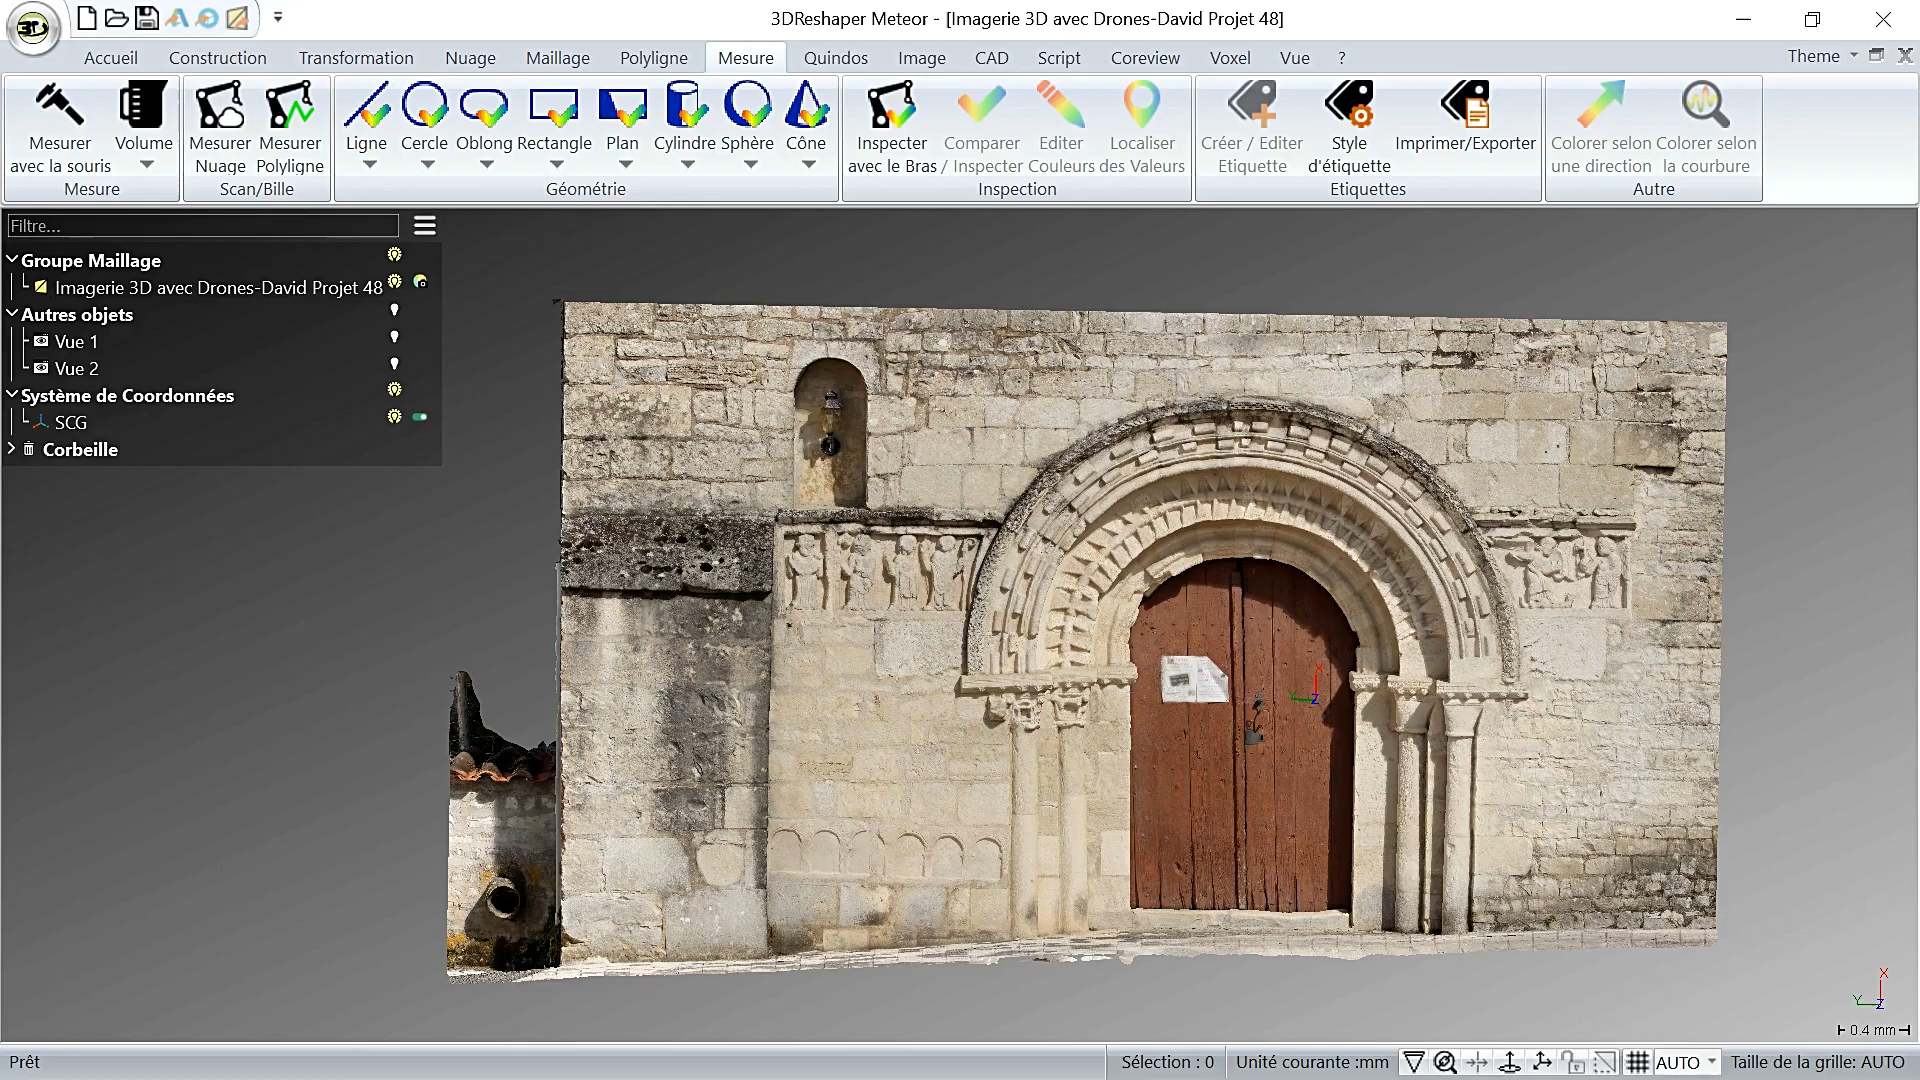 3DReshaper Meteor - [Imagerie 3D avec Drones-David Projet 48]
Accueil Construction Transformation Nuage Maillage Polyligne Mesure Quindos Image CAD Script Coreview Voxel Vue ? Theme
Mesurer avec la souris
Volume
Mesure
Mesurer Nuage
Mesurer Polyligne
Scan/Bille
Ligne Cercle Oblong Rectangle Plan Cylindre Sphère Cône
Géométrie
Inspecter avec le Bras
Comparer / Inspecter
Editer Couleurs
Localiser des Valeurs
Inspection
Créer / Editer Etiquette
Style d'étiquette
Imprimer/Exporter
Etiquettes
Colorer selon une direction
Colorer selon la courbure
Autre
Filtre...
Groupe Maillage
Imagerie 3D avec Drones-David Projet 48
Autres objets
Vue 1
Vue 2
Système de Coordonnées
SCG
Corbeille
X
Y
Z
X
Y
Z
0.4 mm
Prêt Sélection : 0 Unité courante :mm AUTO Taille de la grille: AUTO